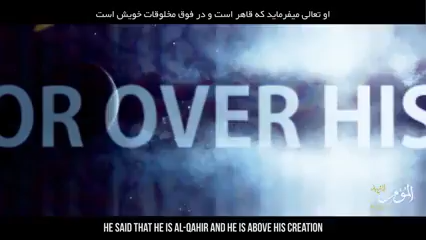 او تعالی میفرماید که قاهر است و در فوق مخلوقات خویش است
OR OVER HIS
HE SAID THAT HE IS AL-QAHIR AND HE IS ABOVE HIS CREATION